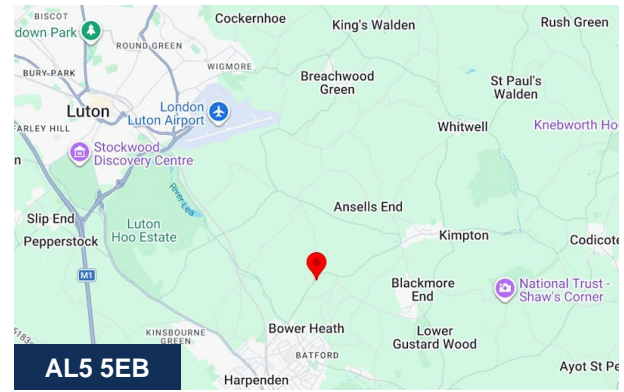 BISCOT
Cockernhoe
King's Walden
Rush Green
down Park
ROUND GREEN
WIGMORE
BURY PARK
Breachwood
Green
St Paul's
Walden
Luton
London
Luton Airport
Whitwell
Knebworth Ho
FARLEY HILL
Stockwood
Discovery Centre
n
River Lea
Slip End
Luton
Hoo Estate
Ansells End
Pepperstock
Kimpton
Codicote
M1
Blackmore
End
National Trust -
Shaw's Corner
5183
KINSBOURNE
GREEN
Bower Heath
BATFORD
Lower
Gustard Wood
AL5 5EB
Harpenden
Ayot St Pe